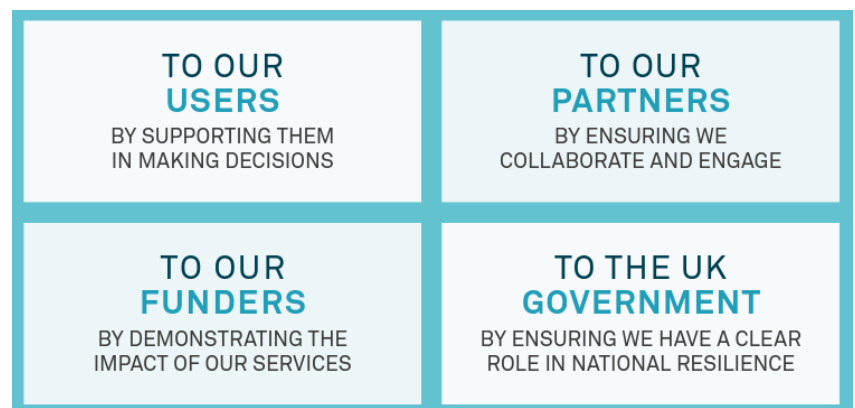 TO OUR
USERS
BY SUPPORTING THEM
IN MAKING DECISIONS
TO OUR
PARTNERS
BY ENSURING WE
COLLABORATE AND ENGAGE
TO OUR
FUNDERS
BY DEMONSTRATING THE
IMPACT OF OUR SERVICES
TO THE UK
GOVERNMENT
BY ENSURING WE HAVE A CLEAR
ROLE IN NATIONAL RESILIENCE